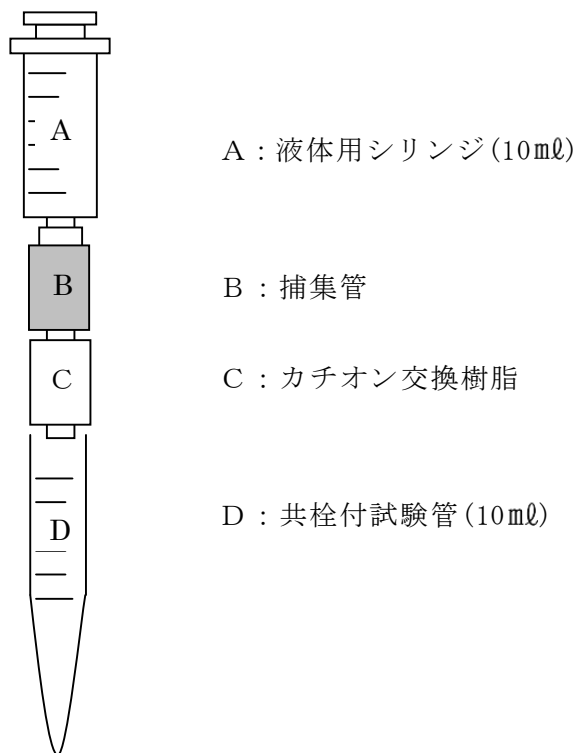 A
A : 液体用シリンジ(10㎖)
B
B : 捕集管
C
C : カチオン交換樹脂
D
D : 共栓付試験管(10㎖)